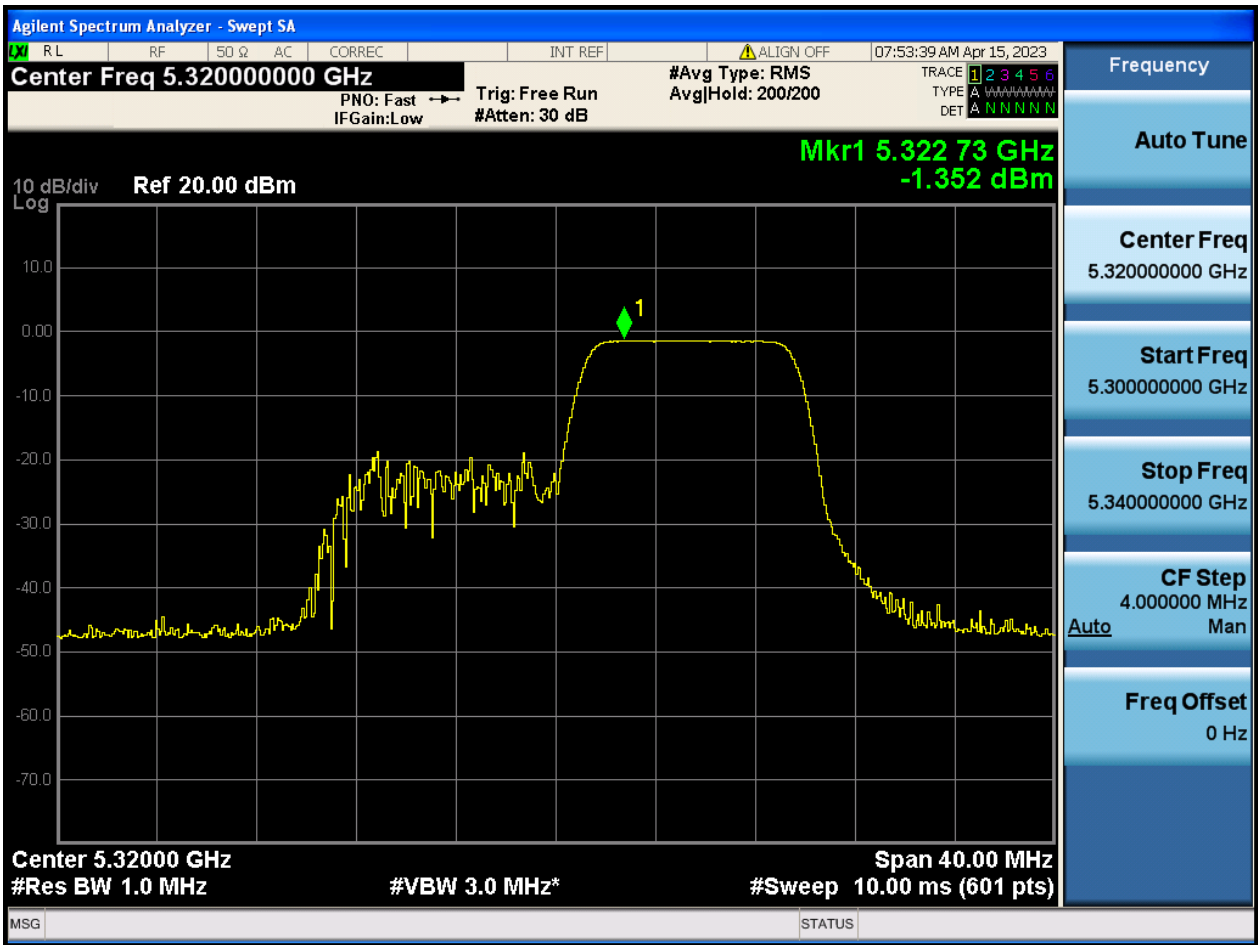 Agilent Spectrum Analyzer - Swept SA
LXI RL RF 50 Ω AC CORREC INT REF ALIGN OFF 07:53:39 AM Apr 15, 2023
Center Freq 5.320000000 GHz
PNO: Fast
IFGain:Low
Trig: Free Run
#Atten: 30 dB
#Avg Type: RMS
Avg|Hold: 200/200
TRACE 1 2 3 4 5 6
TYPE A WWWWW
DET A N N N N N
Mkr1 5.322 73 GHz
-1.352 dBm
10 dB/div Ref 20.00 dBm
Log
10.0
0.00
-10.0
-20.0
-30.0
-40.0
-50.0
-60.0
-70.0
1
Center 5.32000 GHz Span 40.00 MHz
#Res BW 1.0 MHz #VBW 3.0 MHz* #Sweep 10.00 ms (601 pts)
MSG STATUS
Frequency
Auto Tune
Center Freq
5.320000000 GHz
Start Freq
5.300000000 GHz
Stop Freq
5.340000000 GHz
CF Step
4.000000 MHz
Auto Man
Freq Offset
0 Hz